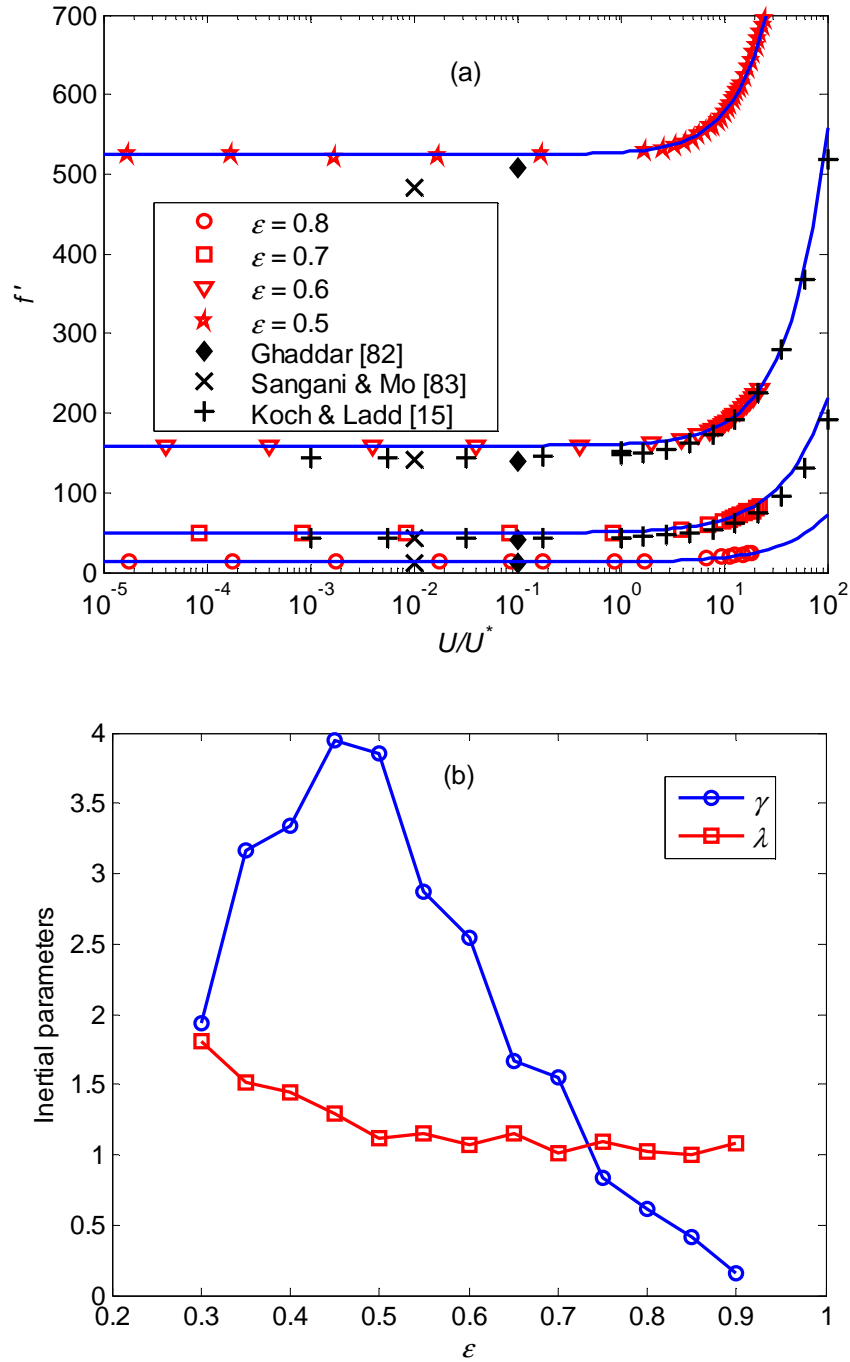 700
600
500
400
300
200
100
0
f'
(a)
ε = 0.8
ε = 0.7
ε = 0.6
ε = 0.5
Ghaddar [82]
Sangani & Mo [83]
Koch & Ladd [15]
10^-5 10^-4 10^-3 10^-2 10^-1 10^0 10^1 10^2
U/U*
4
3.5
3
2.5
2
1.5
1
0.5
0
Inertial parameters
(b)
γ
λ
0.2 0.3 0.4 0.5 0.6 0.7 0.8 0.9 1
ε